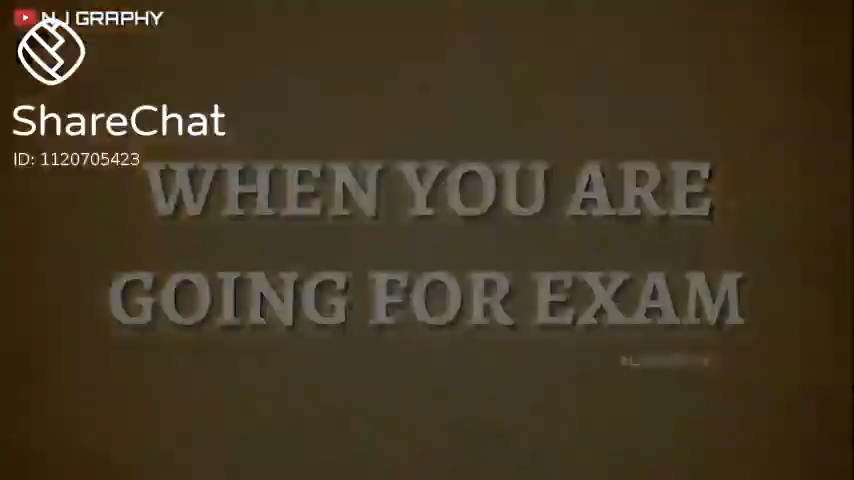 NJ GRAPHY
ShareChat
ID: 1120705423
WHEN YOU ARE
GOING FOR EXAM